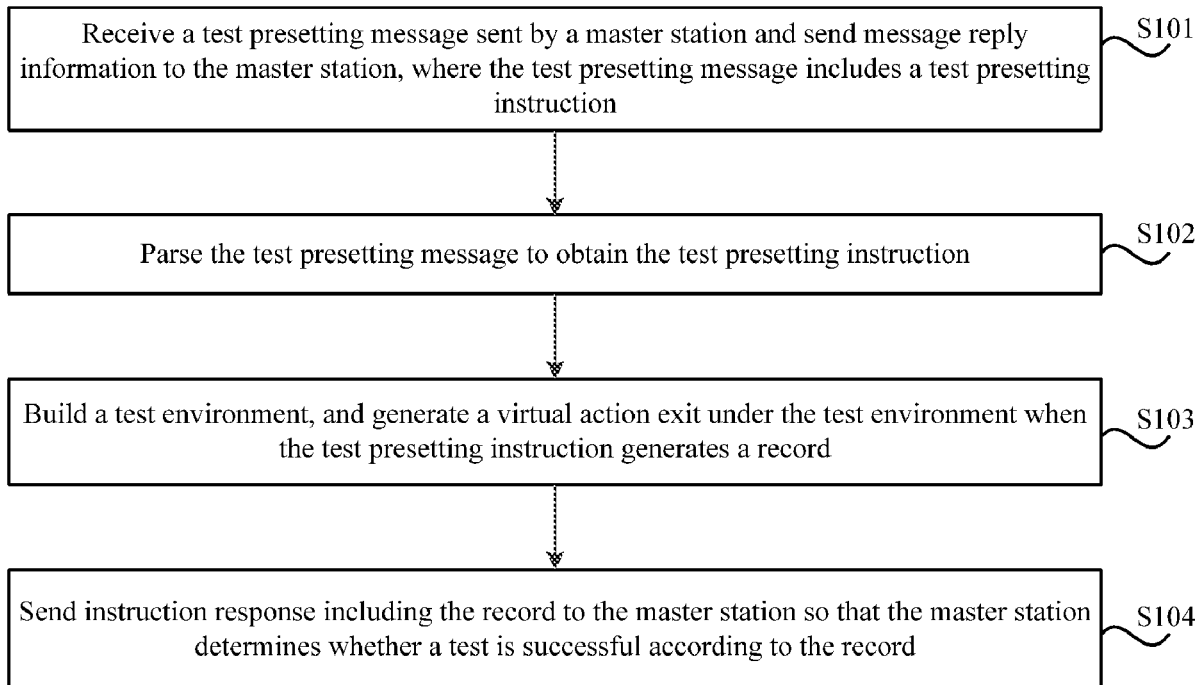 Receive a test presetting message sent by a master station and send message reply
information to the master station, where the test presetting message includes a test presetting
instruction
S101
Parse the test presetting message to obtain the test presetting instruction
S102
Build a test environment, and generate a virtual action exit under the test environment when
the test presetting instruction generates a record
S103
Send instruction response including the record to the master station so that the master station
determines whether a test is successful according to the record
S104